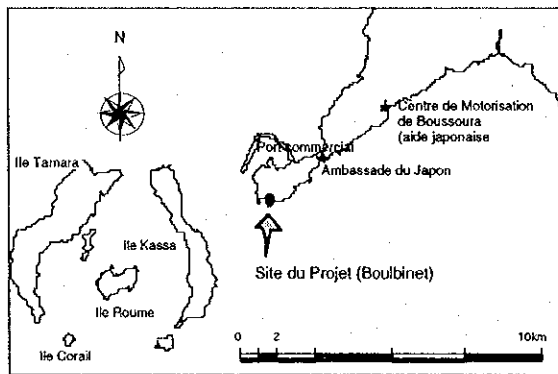 N
Centre de Motorisation
de Boussoura
(aide japonaise
Port commercial
Ile Tamara
Ambassade du Japon
Ile Kassa
Site du Projet (Boulbinet)
Ile Roume
0 2 10km
Ile Corail